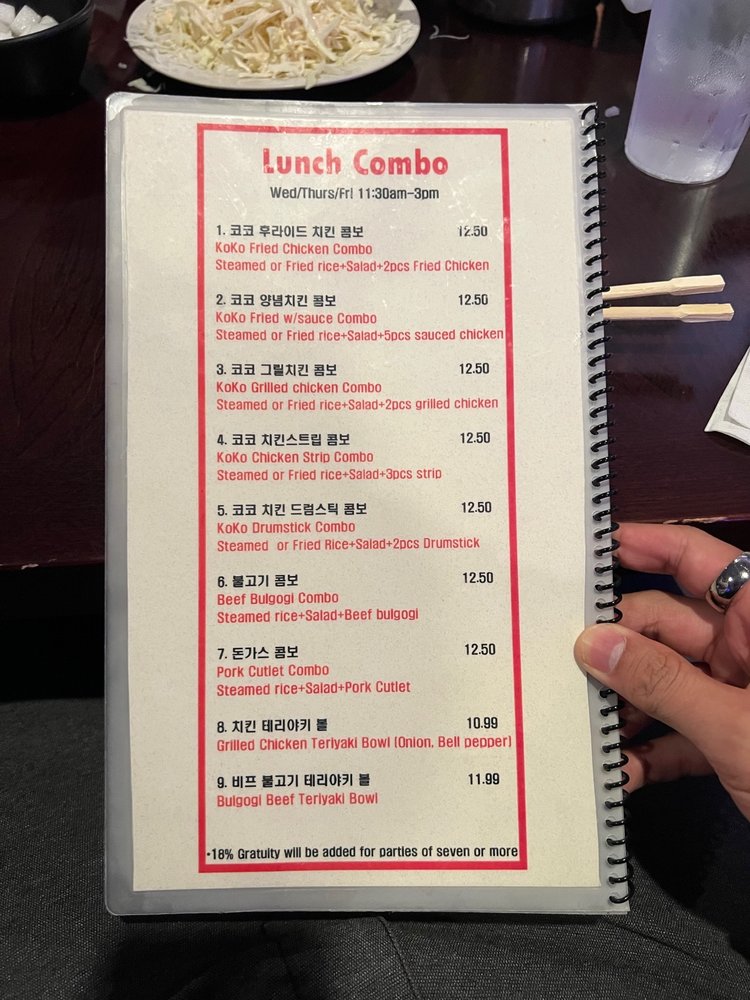 Lunch Combo
Wed/Thurs/Fri 11:30am-3pm
1. 코코 후라이드 치킨 콤보 12.50
KoKo Fried Chicken Combo
Steamed or Fried rice+Salad+2pcs Fried Chicken
2. 코코 양념치킨 콤보 12.50
KoKo Fried w/sauce Combo
Steamed or Fried rice+Salad+5pcs sauced chicken
3. 코코 그릴치킨 콤보 12.50
KoKo Grilled chicken Combo
Steamed or Fried rice+Salad+2pcs grilled chicken
4. 코코 치킨스트립 콤보 12.50
KoKo Chicken Strip Combo
Steamed or Fried rice+Salad+3pcs strip
5. 코코 치킨 드럼스틱 콤보 12.50
KoKo Drumstick Combo
Steamed or Fried Rice+Salad+2pcs Drumstick
6. 불고기 콤보 12.50
Beef Bulgogi Combo
Steamed rice+Salad+Beef bulgogi
7. 돈가스 콤보 12.50
Pork Cutlet Combo
Steamed rice+Salad+Pork Cutlet
8. 치킨 테리야키 볼 10.99
Grilled Chicken Teriyaki Bowl (Onion, Bell pepper)
9. 비프 불고기 테리야키 볼 11.99
Bulgogi Beef Teriyaki Bowl
•18% Gratuity will be added for parties of seven or more